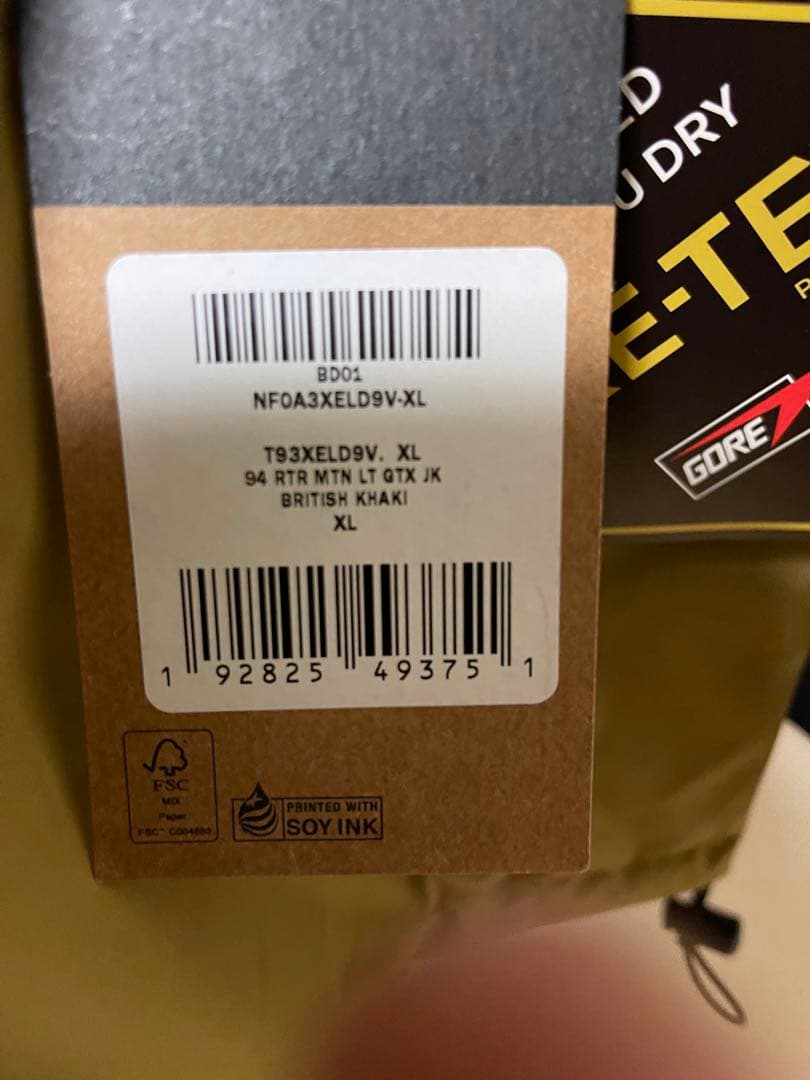 BD01
NF0A3XELD9V-XL
T93XELD9V. XL
94 RTR MTN LT GTX JK
BRITISH KHAKI
XL
1 92825 49375 1
FSC
MIX
Paper
PRINTED WITH
SOY INK
DRY
GORE